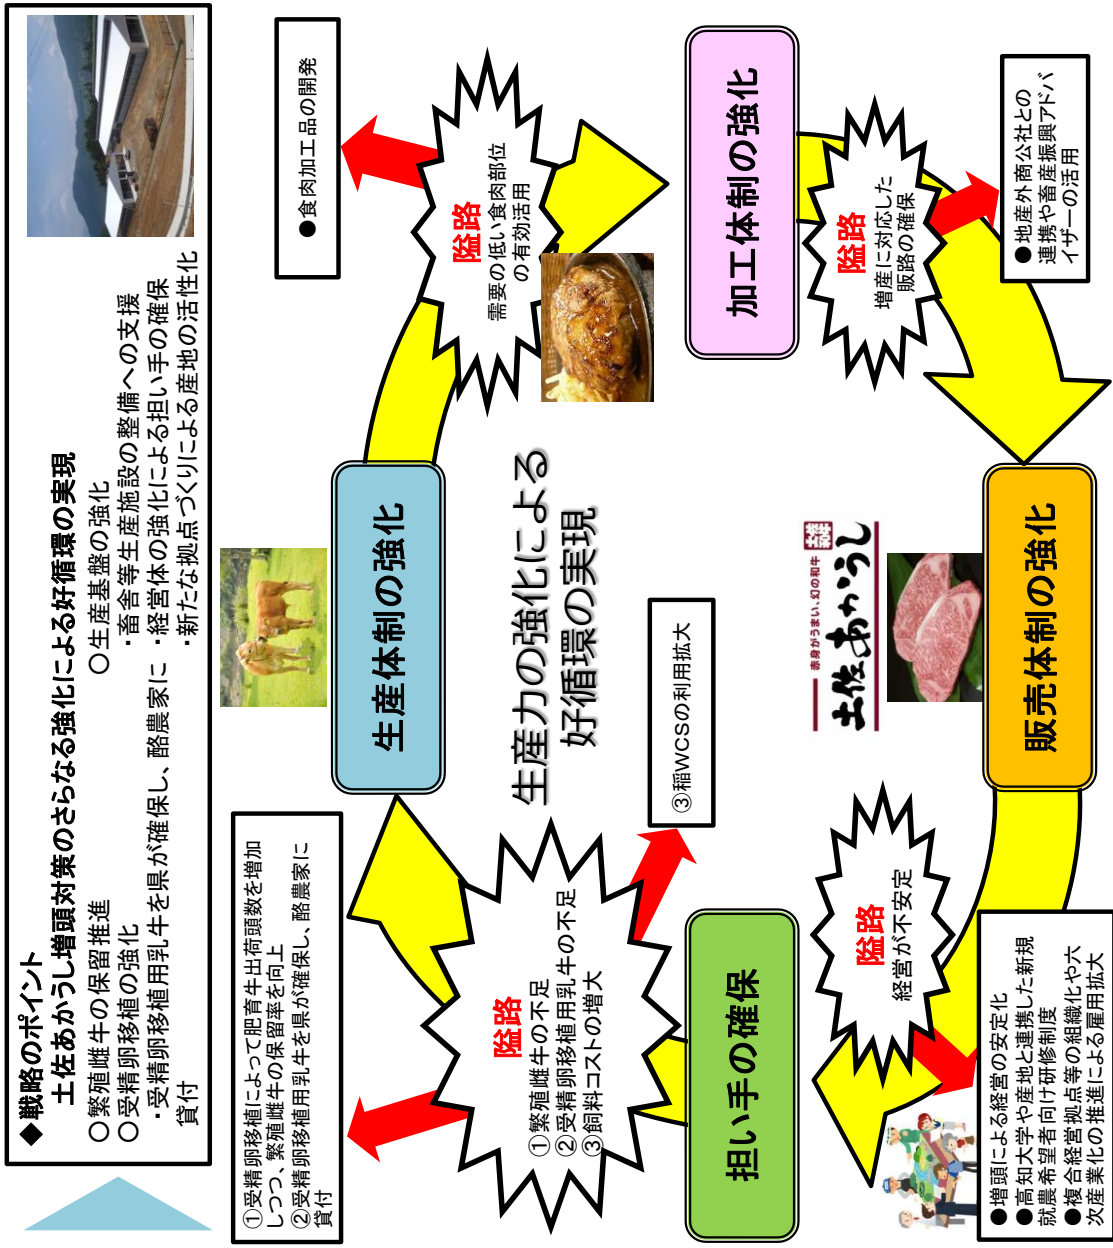 ◆戦略のポイント
土佐あかうし増頭対策のさらなる強化による好循環の実現
○繁殖雌牛の保留推進
○受精卵移植の強化
・受精卵移植用乳牛を県が確保し、酪農家に
貸付
○生産基盤の強化
・畜舎等生産施設の整備への支援
・経営体の強化による担い手の確保
・新たな拠点づくりによる産地の活性化
①受精卵移植によって肥育牛出荷頭数を増加
しつつ、繁殖雌牛の保留率を向上
②受精卵移植用乳牛を県が確保し、酪農家に
貸付
生産体制の強化
●食肉加工品の開発
隘路
需要の低い食肉部位
の有効活用
隘路
①繁殖雌牛の不足
②受精卵移植用乳牛の不足
③飼料コストの増大
生産力の強化による
好循環の実現
③稲WCSの利用拡大
担い手の確保
加工体制の強化
赤身がうまい、幻の和牛
土佐あかうし
隘路
経営が不安定
隘路
増産に対応した
販路の確保
販売体制の強化
●増頭による経営の安定化
●高知大学や産地と連携した新規
就農希望者向け研修制度
●複合経営拠点等の組織化や六
次産業化の推進による雇用拡大
●地産外商公社との
連携や畜産振興アドバ
イザーの活用